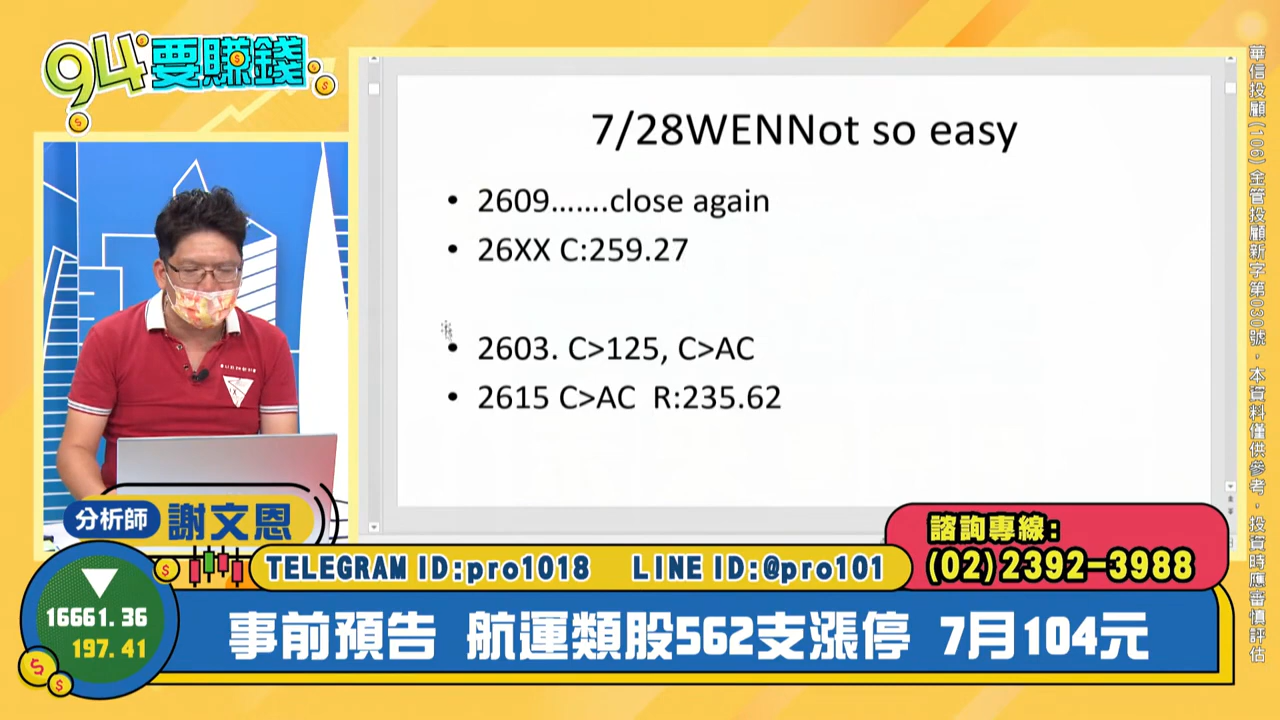 94要賺錢
7/28WENNot so easy
• 2609.......close again
• 26XX C:259.27
• 2603. C>125, C>AC
• 2615 C>AC R:235.62
華信投顧(106)金管投顧新字第030號，本資料僅供參考，投資時應審慎評估
分析師 謝文恩
諮詢專線:
(02)2392-3988
TELEGRAM ID:pro1018 LINE ID:@pro101
16661.36
197.41
事前預告 航運類股562支漲停 7月104元